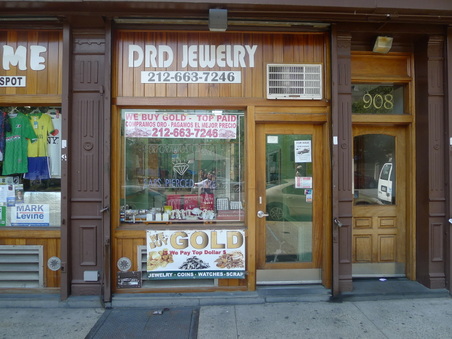 ME
SPOT
DRD JEWELRY
212-663-7246
WE BUY GOLD - TOP PAID
COMPRAMOS ORO - PAGAMOS EL MEJOR PRECIO
212-663-7246
908
MARK
Levine
GOLD
We Pay Top Dollar $
JEWELRY - COINS - WATCHES - SCRAP